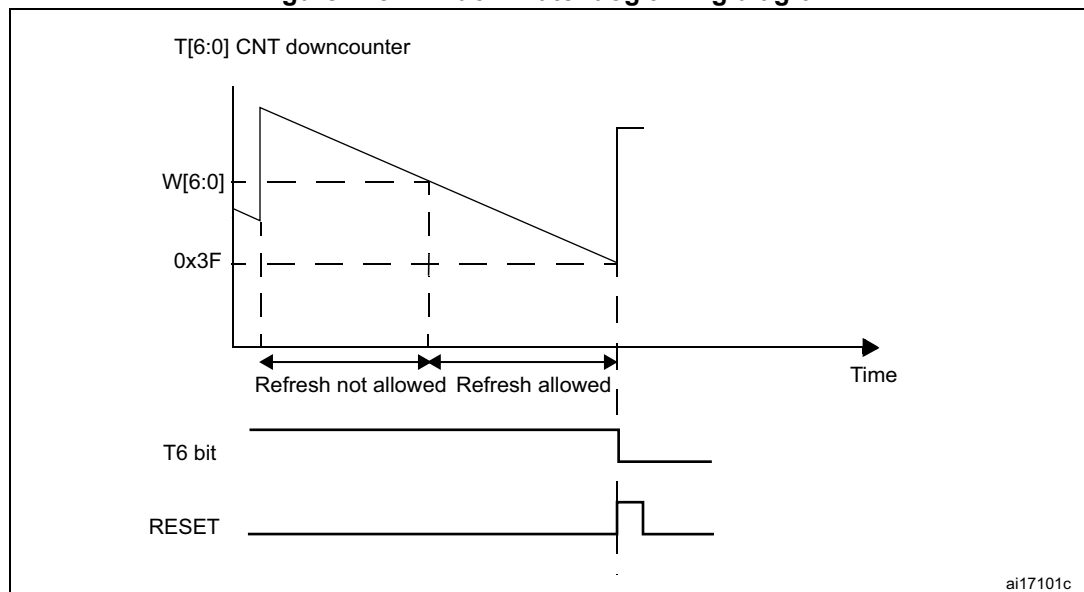 T[6:0] CNT downcounter
W[6:0]
0x3F
Refresh not allowed Refresh allowed
Time
T6 bit
RESET
ai17101c